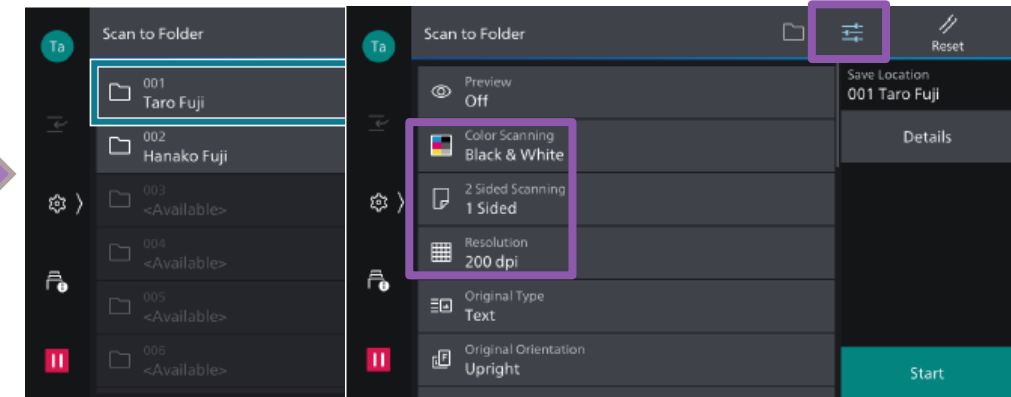 Ta
Scan to Folder
001
Taro Fuji
002
Hanako Fuji
003
<Available>
004
<Available>
005
<Available>
006
<Available>
Ta
Scan to Folder
Reset
Preview
Off
Color Scanning
Black & White
2 Sided Scanning
1 Sided
Resolution
200 dpi
Original Type
Text
Original Orientation
Upright
Save Location
001 Taro Fuji
Details
Start